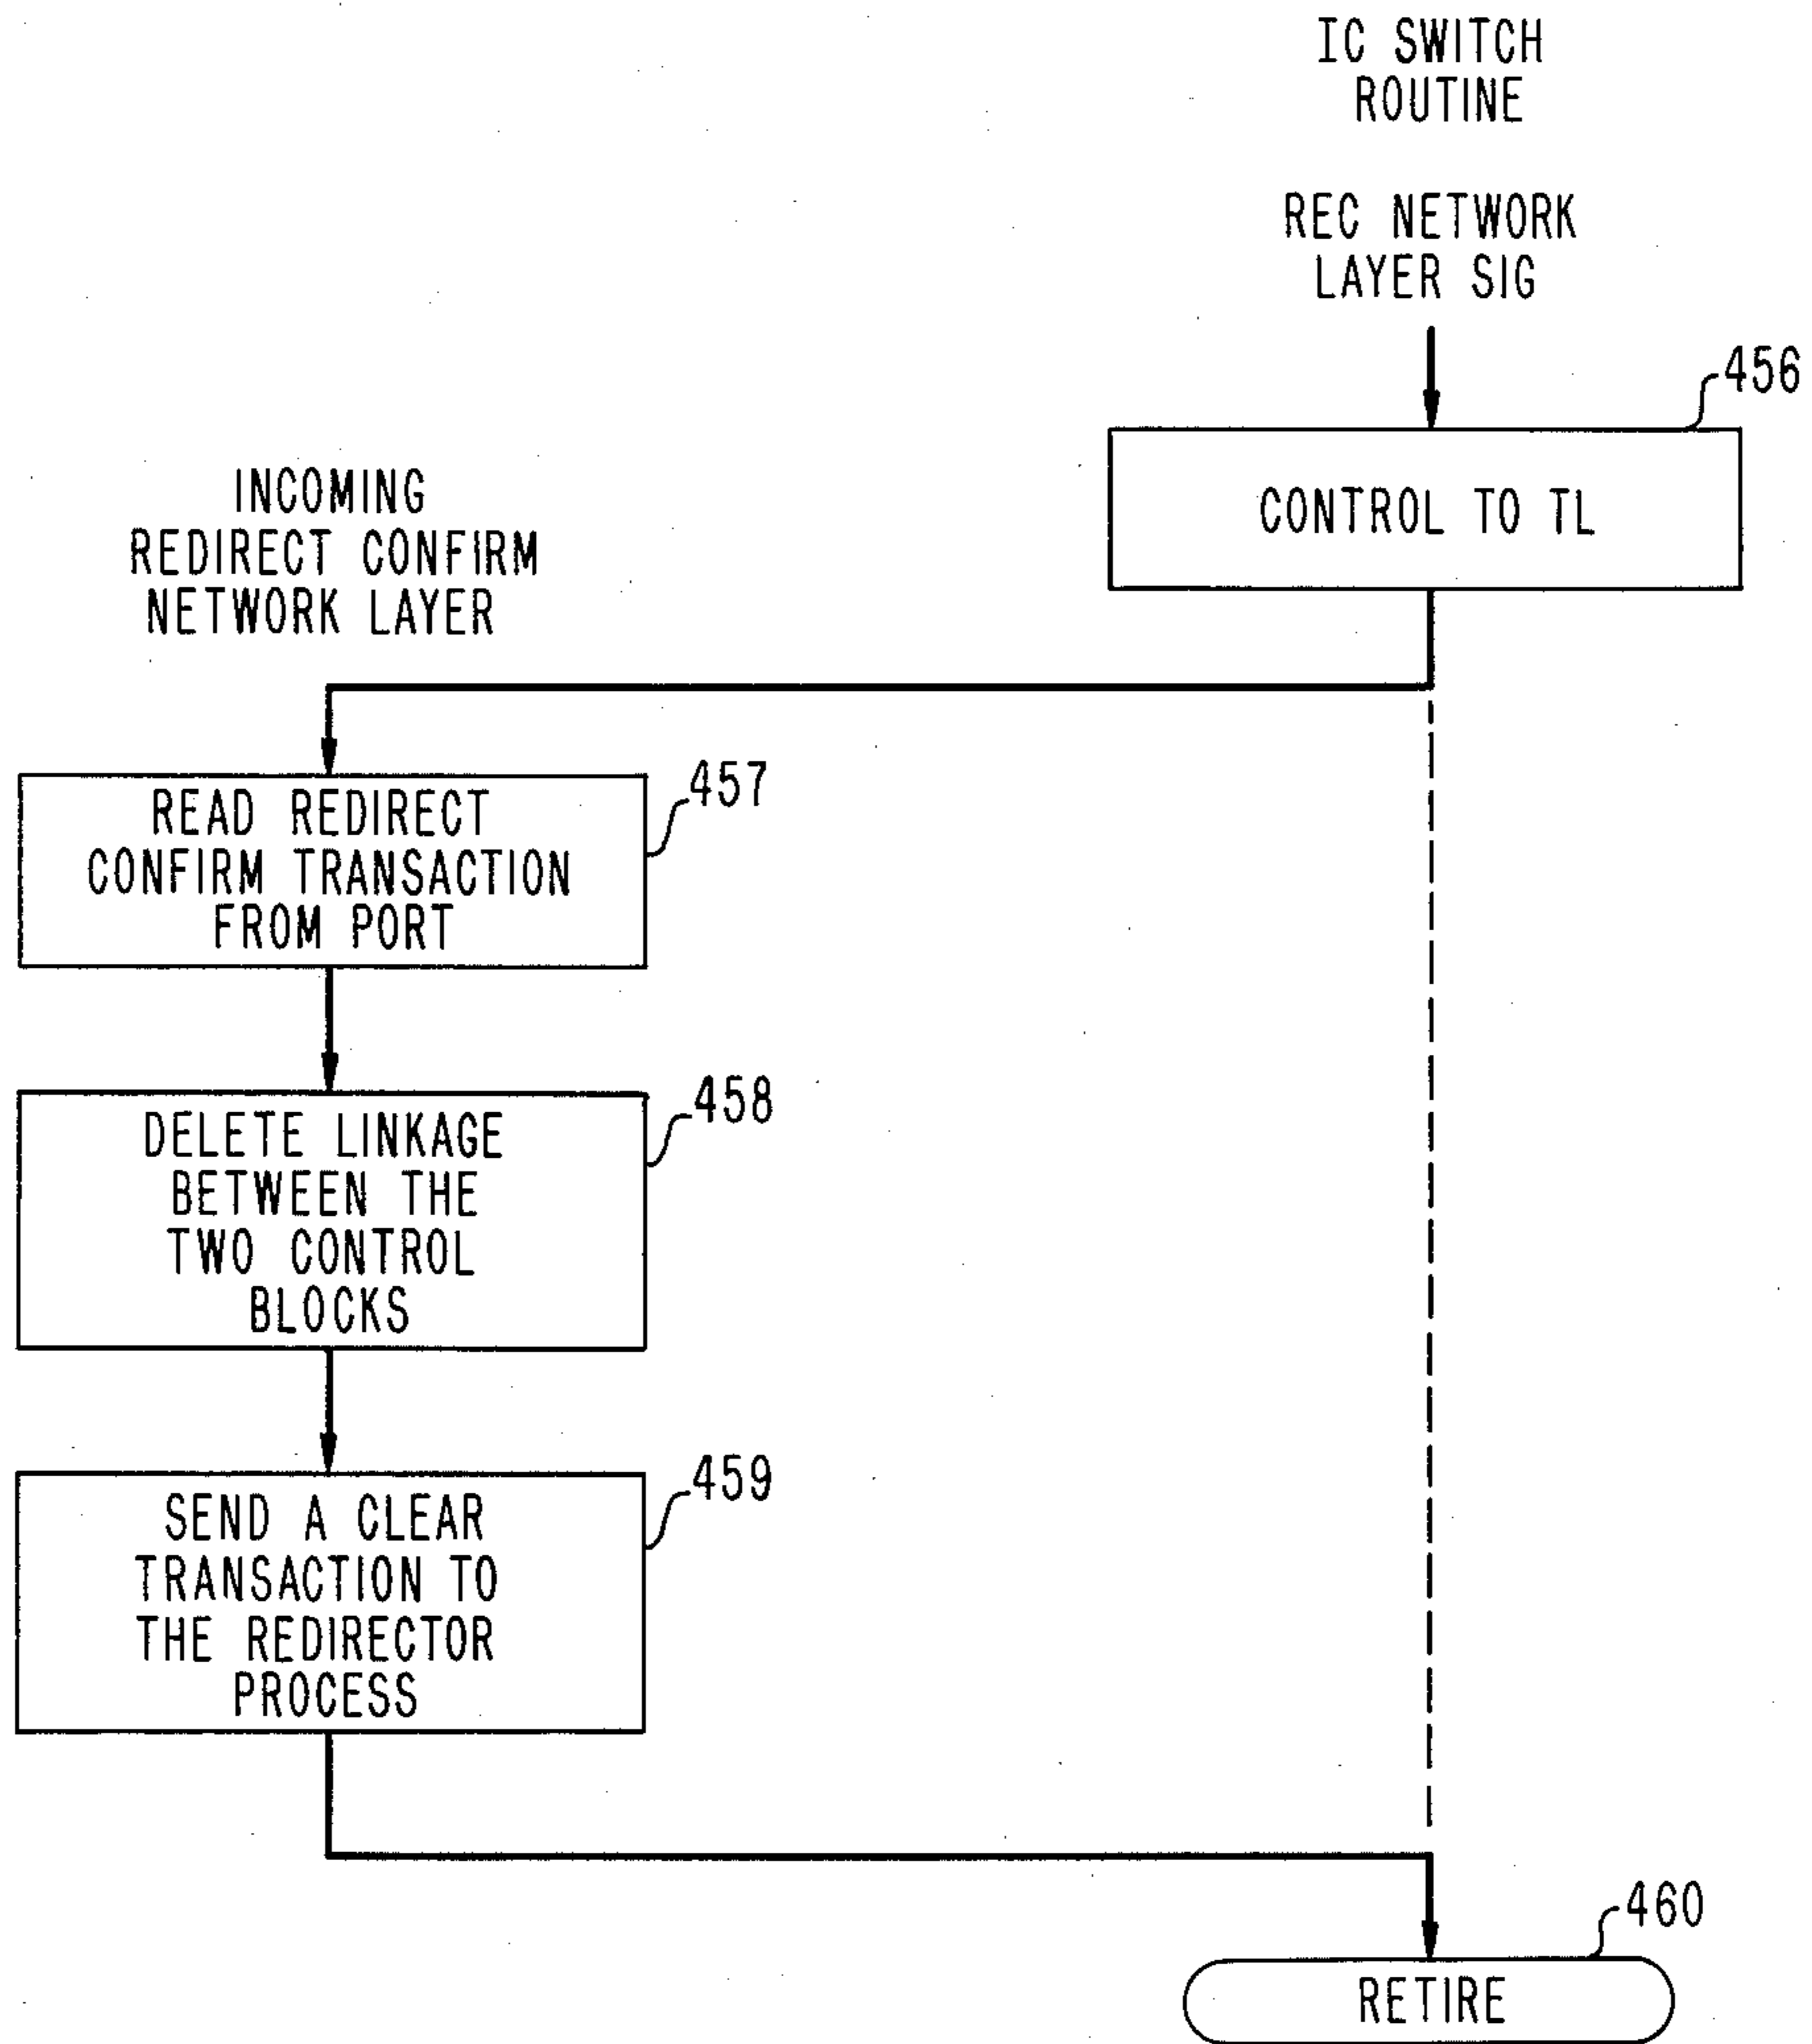 IC SWITCH
ROUTINE
REC NETWORK
LAYER SIG
456
CONTROL TO TL
INCOMING
REDIRECT CONFIRM
NETWORK LAYER
457
READ REDIRECT
CONFIRM TRANSACTION
FROM PORT
458
DELETE LINKAGE
BETWEEN THE
TWO CONTROL
BLOCKS
459
SEND A CLEAR
TRANSACTION TO
THE REDIRECTOR
PROCESS
460
RETIRE